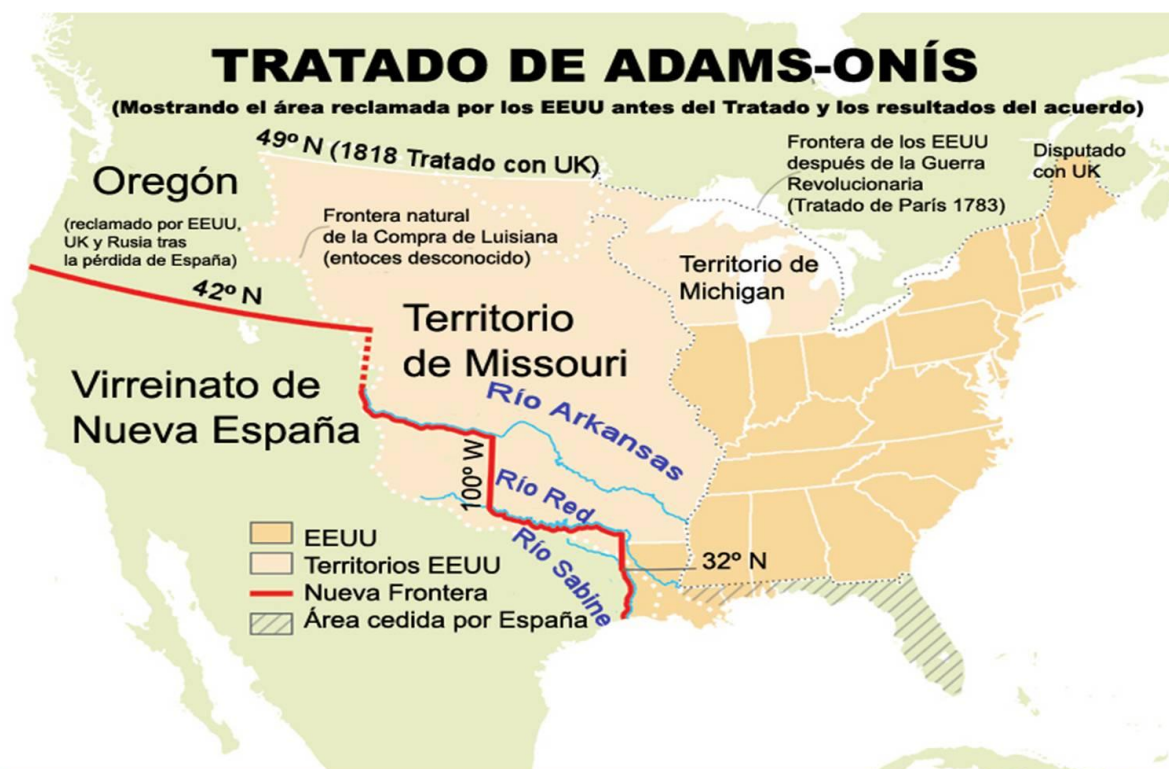 TRATADO DE ADAMS-ONÍS
(Mostrando el área reclamada por los EEUU antes del Tratado y los resultados del acuerdo)
49º N (1818 Tratado con UK)
Frontera de los EEUU
después de la Guerra
Revolucionaria
(Tratado de París 1783)
Disputado
con UK
Oregón
(reclamado por EEUU,
UK y Rusia tras
la pérdida de España)
Frontera natural
de la Compra de Luisiana
(entoces desconocido)
Territorio de
Michigan
42º N
Territorio
de Missouri
Virreinato de
Nueva España
Río Arkansas
100º W
Río Red
Río Sabine
32º N
EEUU
Territorios EEUU
Nueva Frontera
Área cedida por España